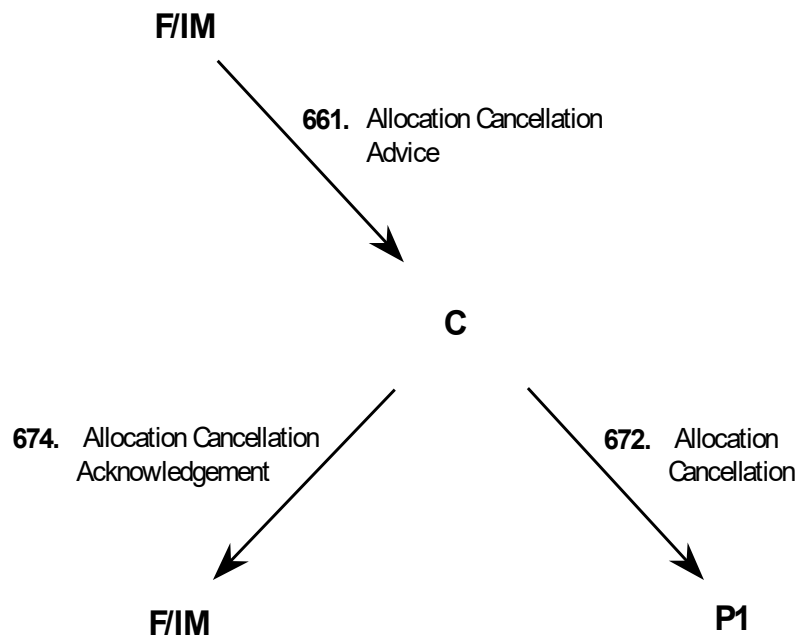 F/IM
661. Allocation Cancellation
Advice
C
674. Allocation Cancellation
Acknowledgement
672. Allocation
Cancellation
F/IM
P1